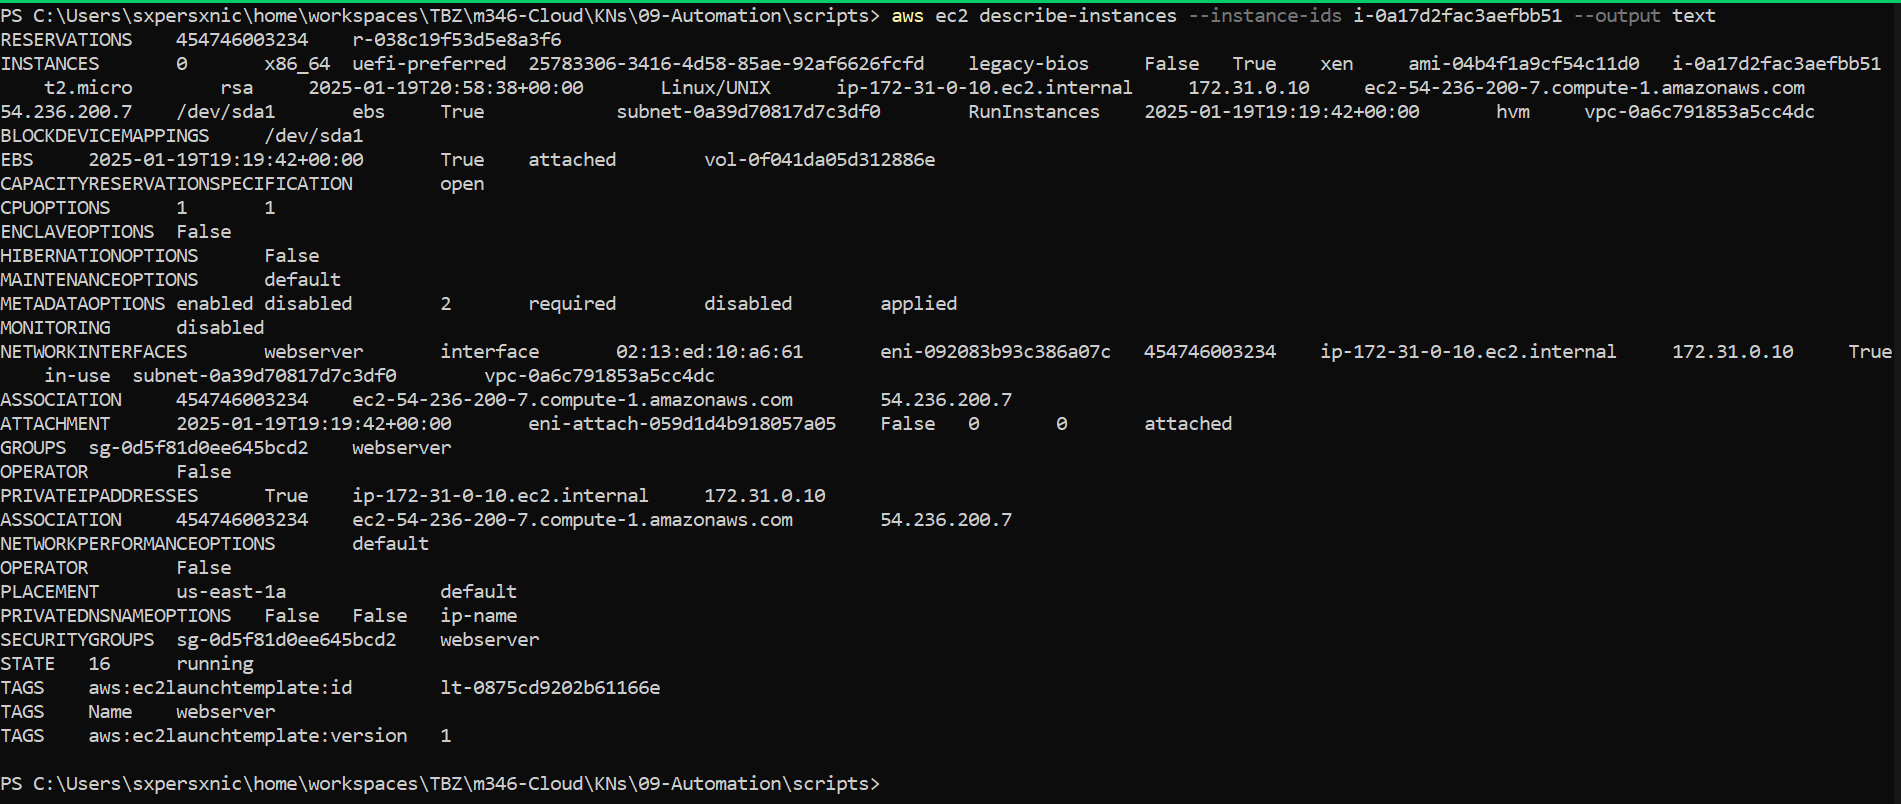 PS C:\Users\sxpersxnic\home\workspaces\TBZ\m346-Cloud\KNs\09-Automation\scripts> aws ec2 describe-instances --instance-ids i-0a17d2fac3aefbb51 --output text
RESERVATIONS    454746003234    r-038c19f53d5e8a3f6
INSTANCES       0       x86_64  uefi-preferred  25783306-3416-4d58-85ae-92af6626fcfd    legacy-bios     False   True    xen     ami-04b4f1a9cf54c11d0   i-0a17d2fac3aefbb51
    t2.micro        rsa     2025-01-19T20:58:38+00:00       Linux/UNIX      ip-172-31-0-10.ec2.internal     172.31.0.10     ec2-54-236-200-7.compute-1.amazonaws.com
54.236.200.7    /dev/sda1       ebs     True            subnet-0a39d70817d7c3df0        RunInstances    2025-01-19T19:19:42+00:00       hvm     vpc-0a6c791853a5cc4dc
BLOCKDEVICEMAPPINGS     /dev/sda1
EBS     2025-01-19T19:19:42+00:00       True    attached        vol-0f041da05d312886e
CAPACITYRESERVATIONSPECIFICATION        open
CPUOPTIONS      1       1
ENCLAVEOPTIONS  False
HIBERNATIONOPTIONS      False
MAINTENANCEOPTIONS      default
METADATAOPTIONS enabled disabled        2       required        disabled        applied
MONITORING      disabled
NETWORKINTERFACES       webserver       interface       02:13:ed:10:a6:61       eni-092083b93c386a07c   454746003234    ip-172-31-0-10.ec2.internal     172.31.0.10     True
    in-use  subnet-0a39d70817d7c3df0        vpc-0a6c791853a5cc4dc
ASSOCIATION     454746003234    ec2-54-236-200-7.compute-1.amazonaws.com        54.236.200.7
ATTACHMENT      2025-01-19T19:19:42+00:00       eni-attach-059d1d4b918057a05    False   0       0       attached
GROUPS  sg-0d5f81d0ee645bcd2    webserver
OPERATOR        False
PRIVATEIPADDRESSES      True    ip-172-31-0-10.ec2.internal     172.31.0.10
ASSOCIATION     454746003234    ec2-54-236-200-7.compute-1.amazonaws.com        54.236.200.7
NETWORKPERFORMANCEOPTIONS       default
OPERATOR        False
PLACEMENT       us-east-1a              default
PRIVATEDNSNAMEOPTIONS   False   False   ip-name
SECURITYGROUPS  sg-0d5f81d0ee645bcd2    webserver
STATE   16      running
TAGS    aws:ec2launchtemplate:id        lt-0875cd9202b61166e
TAGS    Name    webserver
TAGS    aws:ec2launchtemplate:version   1
PS C:\Users\sxpersxnic\home\workspaces\TBZ\m346-Cloud\KNs\09-Automation\scripts>